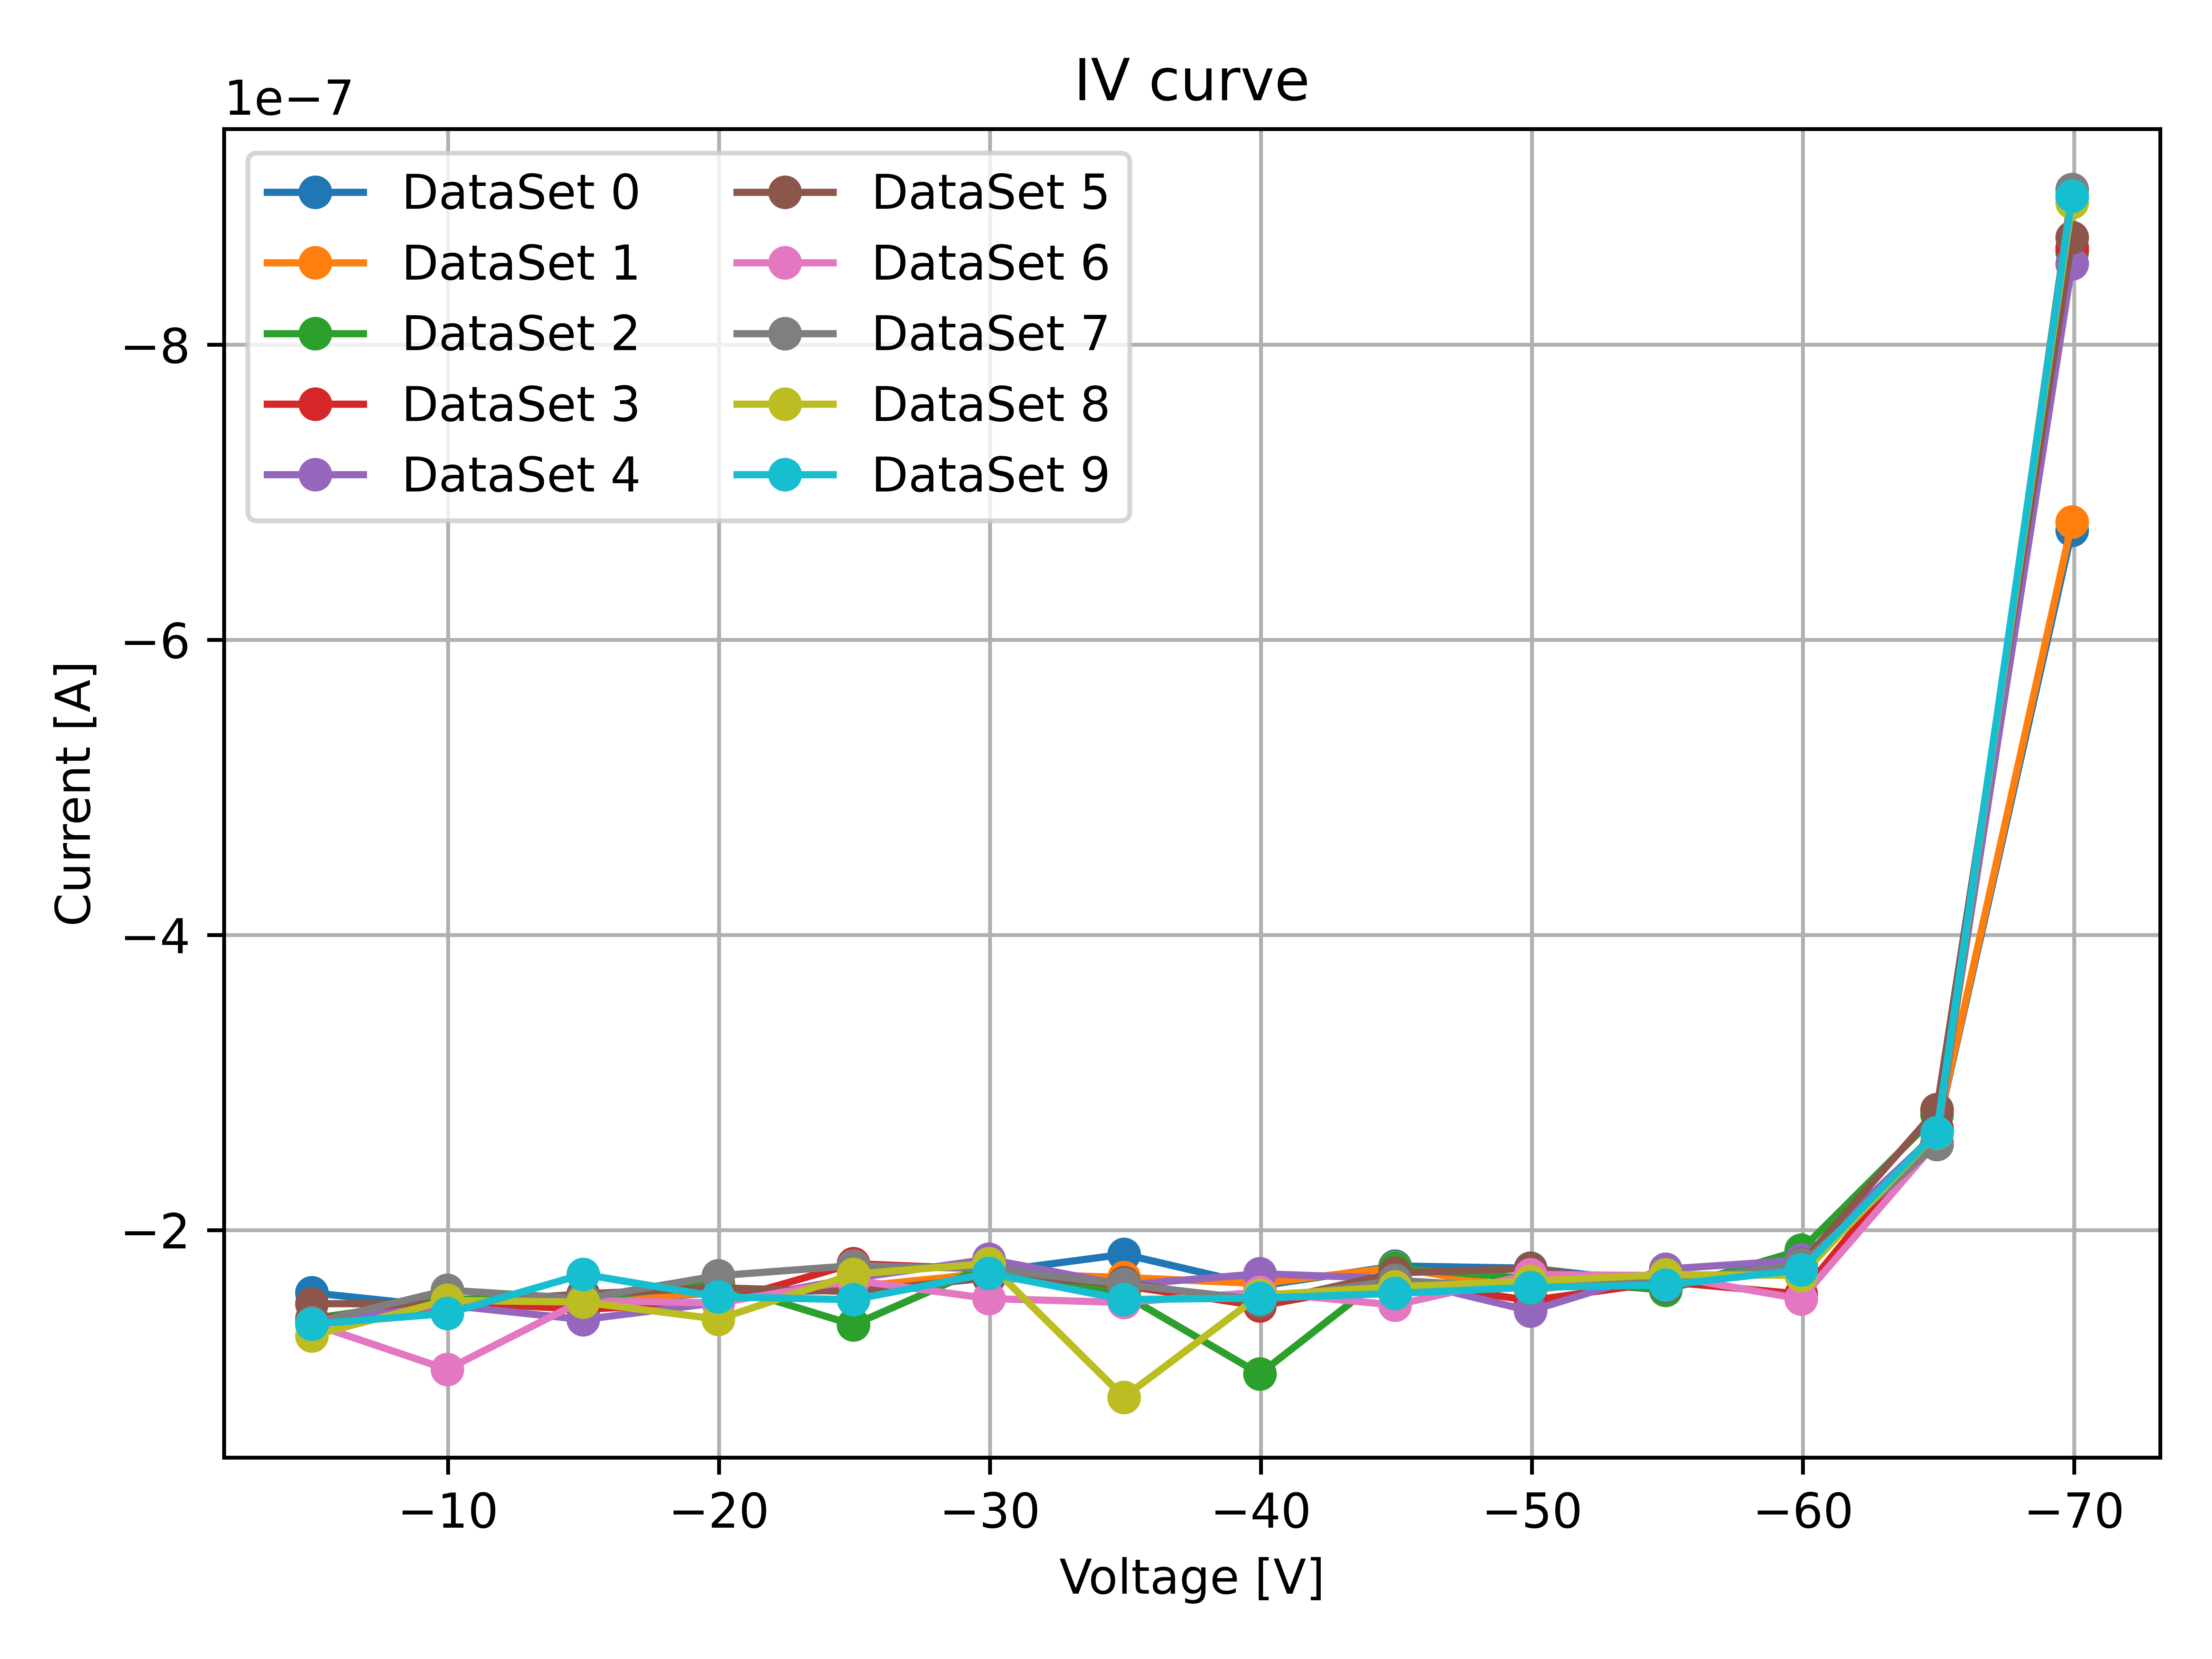 IV curve
1e−7
DataSet 0
DataSet 1
DataSet 2
DataSet 3
DataSet 4
DataSet 5
DataSet 6
DataSet 7
DataSet 8
DataSet 9
Current [A]
−8
−6
−4
−2
−10 −20 −30 −40 −50 −60 −70
Voltage [V]